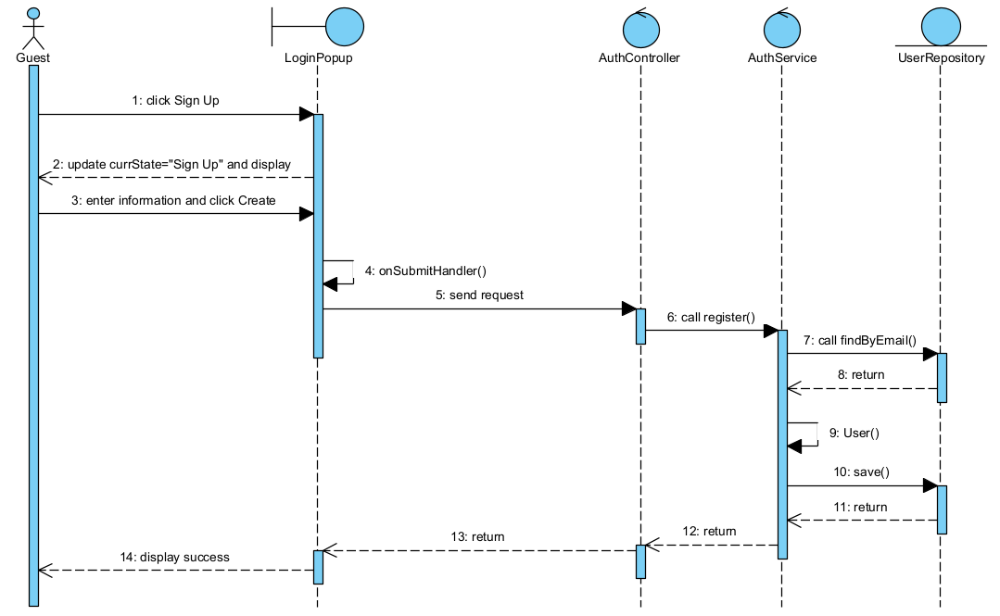 Guest
LoginPopup
AuthController
AuthService
UserRepository
1: click Sign Up
2: update currState="Sign Up" and display
3: enter information and click Create
4: onSubmitHandler()
5: send request
6: call register()
7: call findByEmail()
8: return
9: User()
10: save()
11: return
12: return
13: return
14: display success